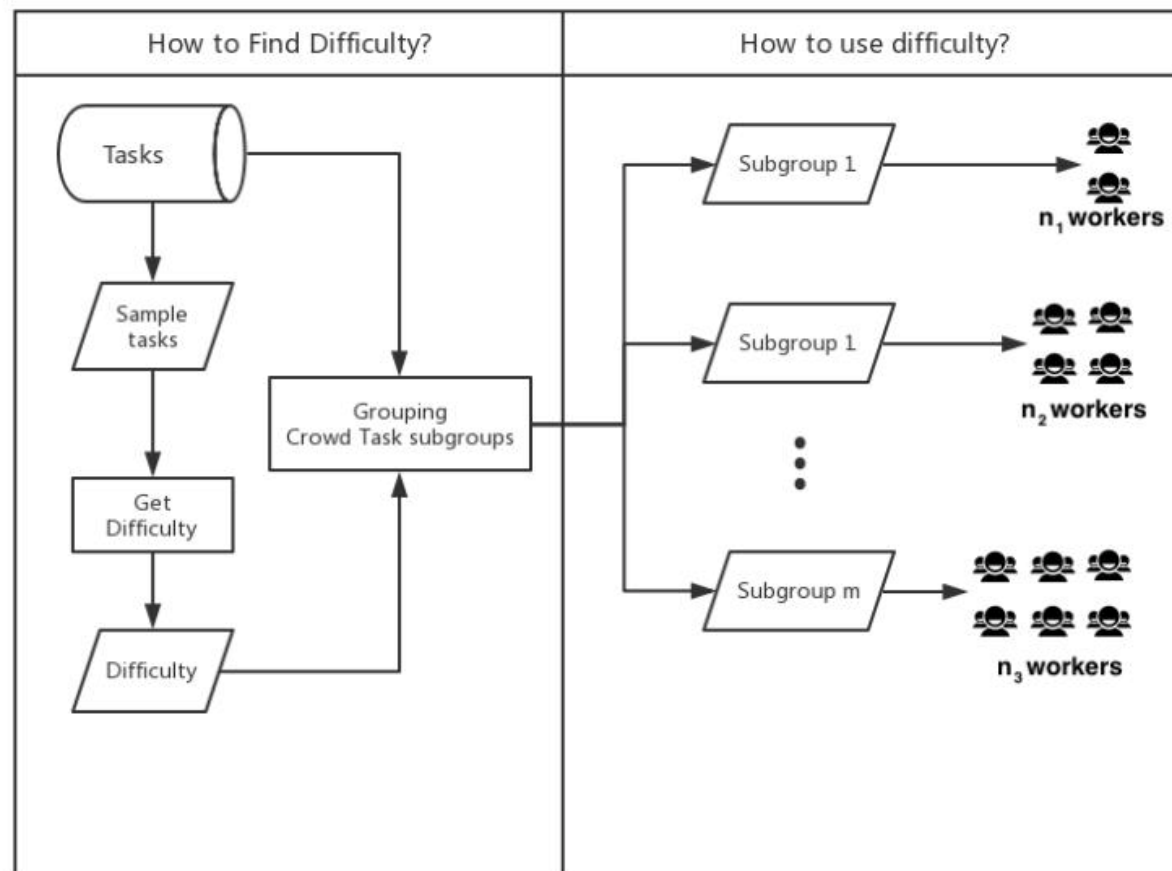 How to Find Difficulty?
How to use difficulty?
Tasks
Sample
tasks
Get
Difficulty
Difficulty
Grouping
Crowd Task subgroups
Subgroup 1
n₁ workers
Subgroup 1
n₂ workers
Subgroup m
n₃ workers